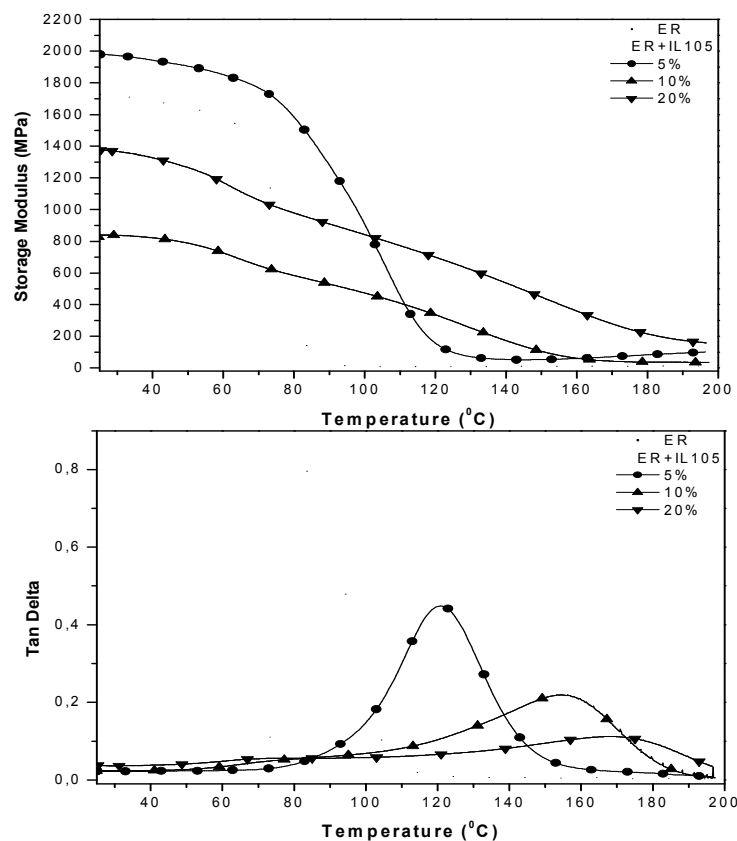 2200
2000
1800
1600
1400
1200
1000
800
600
400
200
0
Storage Modulus (MPa)
ER
ER+IL105
5%
10%
20%
40 60 80 100 120 140 160 180 200
Temperature (⁰C)
0,8
0,6
0,4
0,2
0,0
Tan Delta
ER
ER+IL105
5%
10%
20%
40 60 80 100 120 140 160 180 200
Temperature (⁰C)